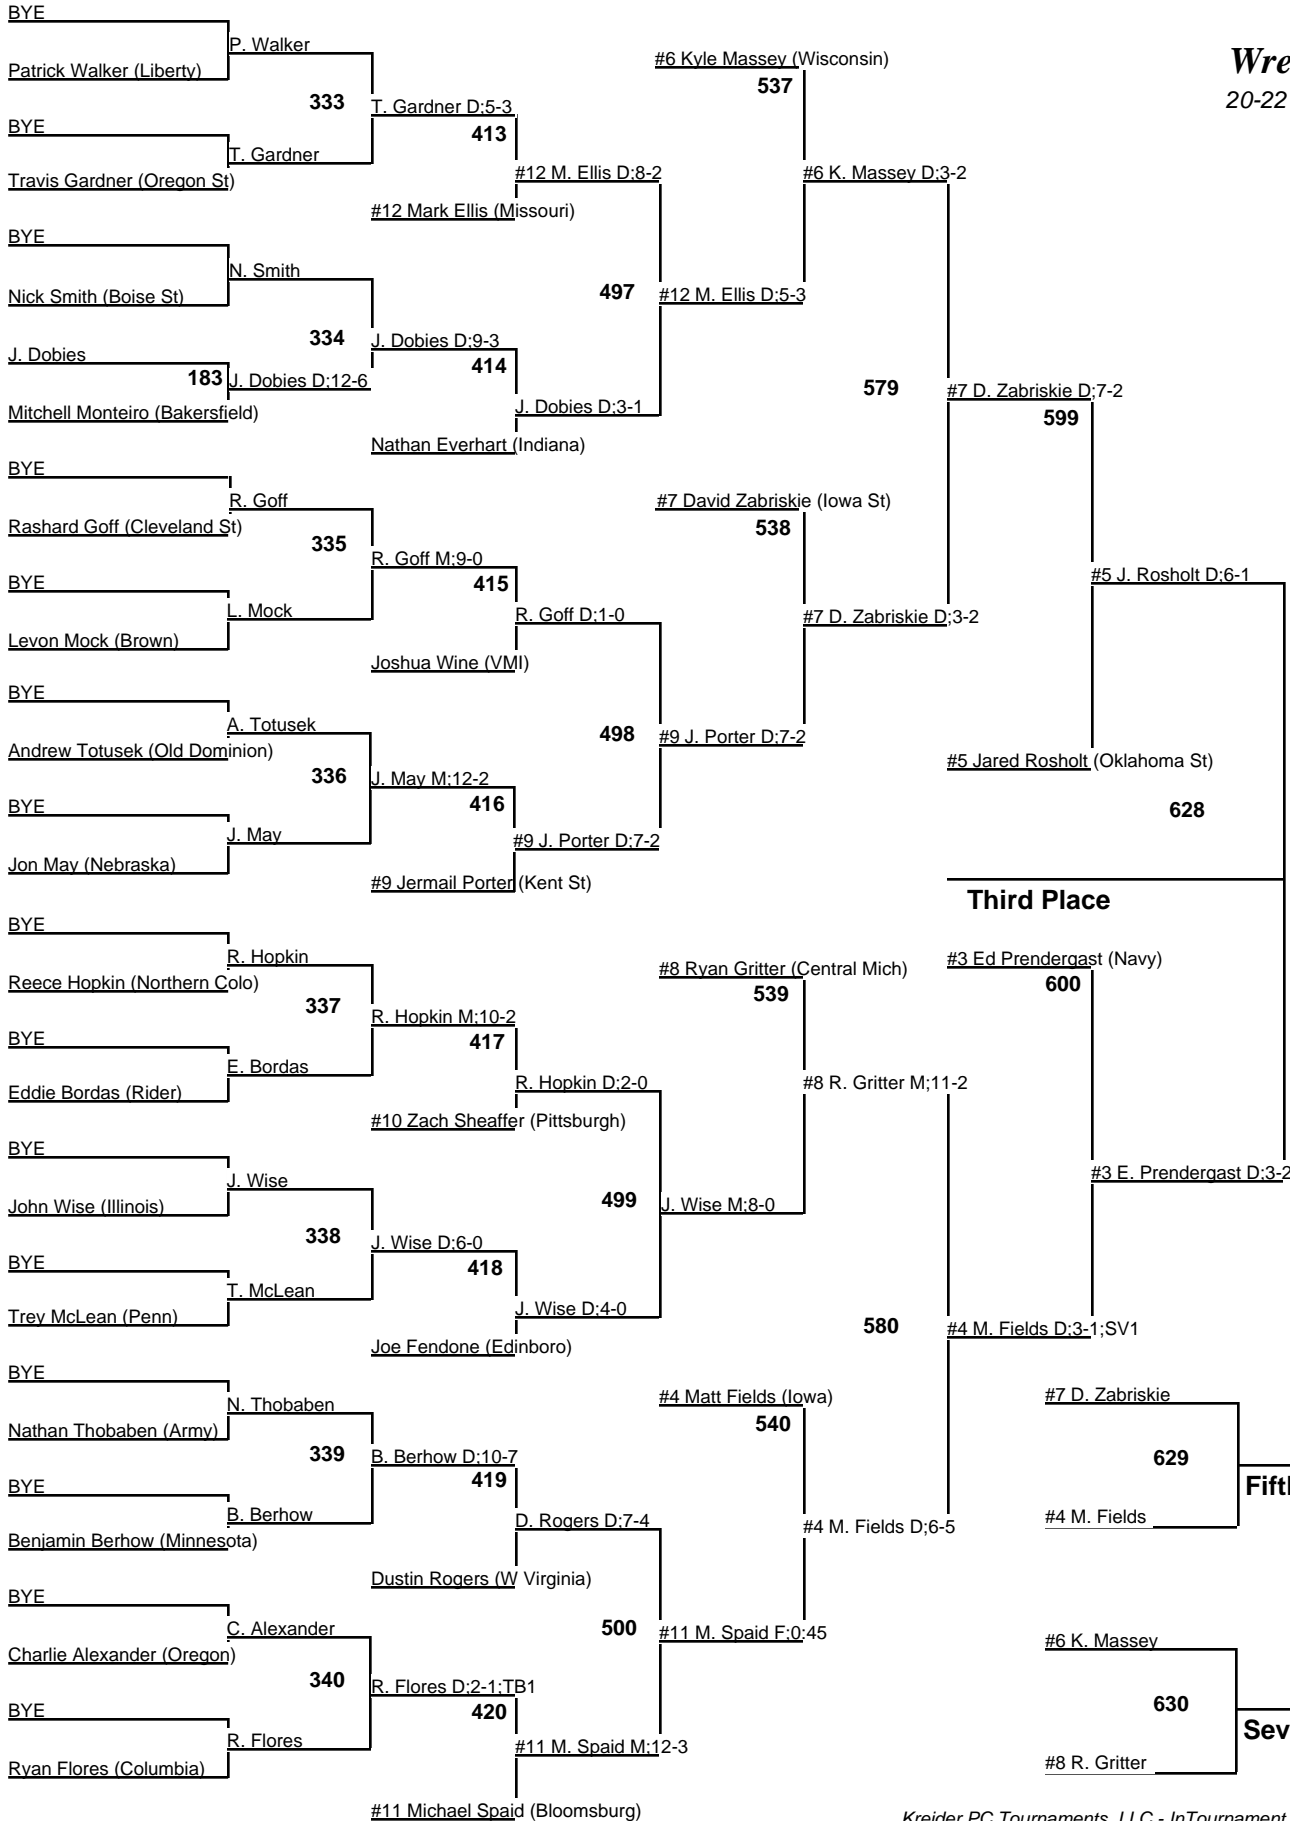 BYE
P. Walker
Patrick Walker (Liberty)
333
T. Gardner D;5-3
413
BYE
T. Gardner
Travis Gardner (Oregon St)
#12 M. Ellis D;8-2
#12 Mark Ellis (Missouri)
BYE
N. Smith
Nick Smith (Boise St)
334
J. Dobies D;9-3
414
J. Dobies
183
J. Dobies D;12-6
Mitchell Monteiro (Bakersfield)
J. Dobies D;3-1
Nathan Everhart (Indiana)
497
#12 M. Ellis D;5-3
#6 Kyle Massey (Wisconsin)
537
#6 K. Massey D;3-2
Wre
20-22
BYE
R. Goff
Rashard Goff (Cleveland St)
335
R. Goff M;9-0
415
BYE
L. Mock
Levon Mock (Brown)
R. Goff D;1-0
Joshua Wine (VMI)
BYE
A. Totusek
Andrew Totusek (Old Dominion)
336
J. May M;12-2
416
BYE
J. May
Jon May (Nebraska)
#9 J. Porter D;7-2
#9 Jermail Porter (Kent St)
498
#9 J. Porter D;7-2
#7 David Zabriskie (Iowa St)
538
#7 D. Zabriskie D;3-2
579
#7 D. Zabriskie D;7-2
599
#5 J. Rosholt D;6-1
#5 Jared Rosholt (Oklahoma St)
628
Third Place
BYE
R. Hopkin
Reece Hopkin (Northern Colo)
337
R. Hopkin M;10-2
417
BYE
E. Bordas
Eddie Bordas (Rider)
R. Hopkin D;2-0
#10 Zach Sheaffer (Pittsburgh)
BYE
J. Wise
John Wise (Illinois)
338
J. Wise D;6-0
418
BYE
T. McLean
Trey McLean (Penn)
J. Wise D;4-0
Joe Fendone (Edinboro)
499
J. Wise M;8-0
#8 Ryan Gritter (Central Mich)
539
#8 R. Gritter M;11-2
#3 Ed Prendergast (Navy)
600
#3 E. Prendergast D;3-2
BYE
N. Thobaben
Nathan Thobaben (Army)
339
B. Berhow D;10-7
419
BYE
B. Berhow
Benjamin Berhow (Minnesota)
D. Rogers D;7-4
Dustin Rogers (W Virginia)
BYE
C. Alexander
Charlie Alexander (Oregon)
340
R. Flores D;2-1;TB1
420
BYE
R. Flores
Ryan Flores (Columbia)
#11 M. Spaid M;12-3
#11 Michael Spaid (Bloomsburg)
500
#11 M. Spaid F;0:45
#4 Matt Fields (Iowa)
540
#4 M. Fields D;6-5
580
#4 M. Fields D;3-1;SV1
#7 D. Zabriskie
629
Fift
#4 M. Fields
#6 K. Massey
630
Sev
#8 R. Gritter
Kreider PC Tournaments, LLC - InTournament